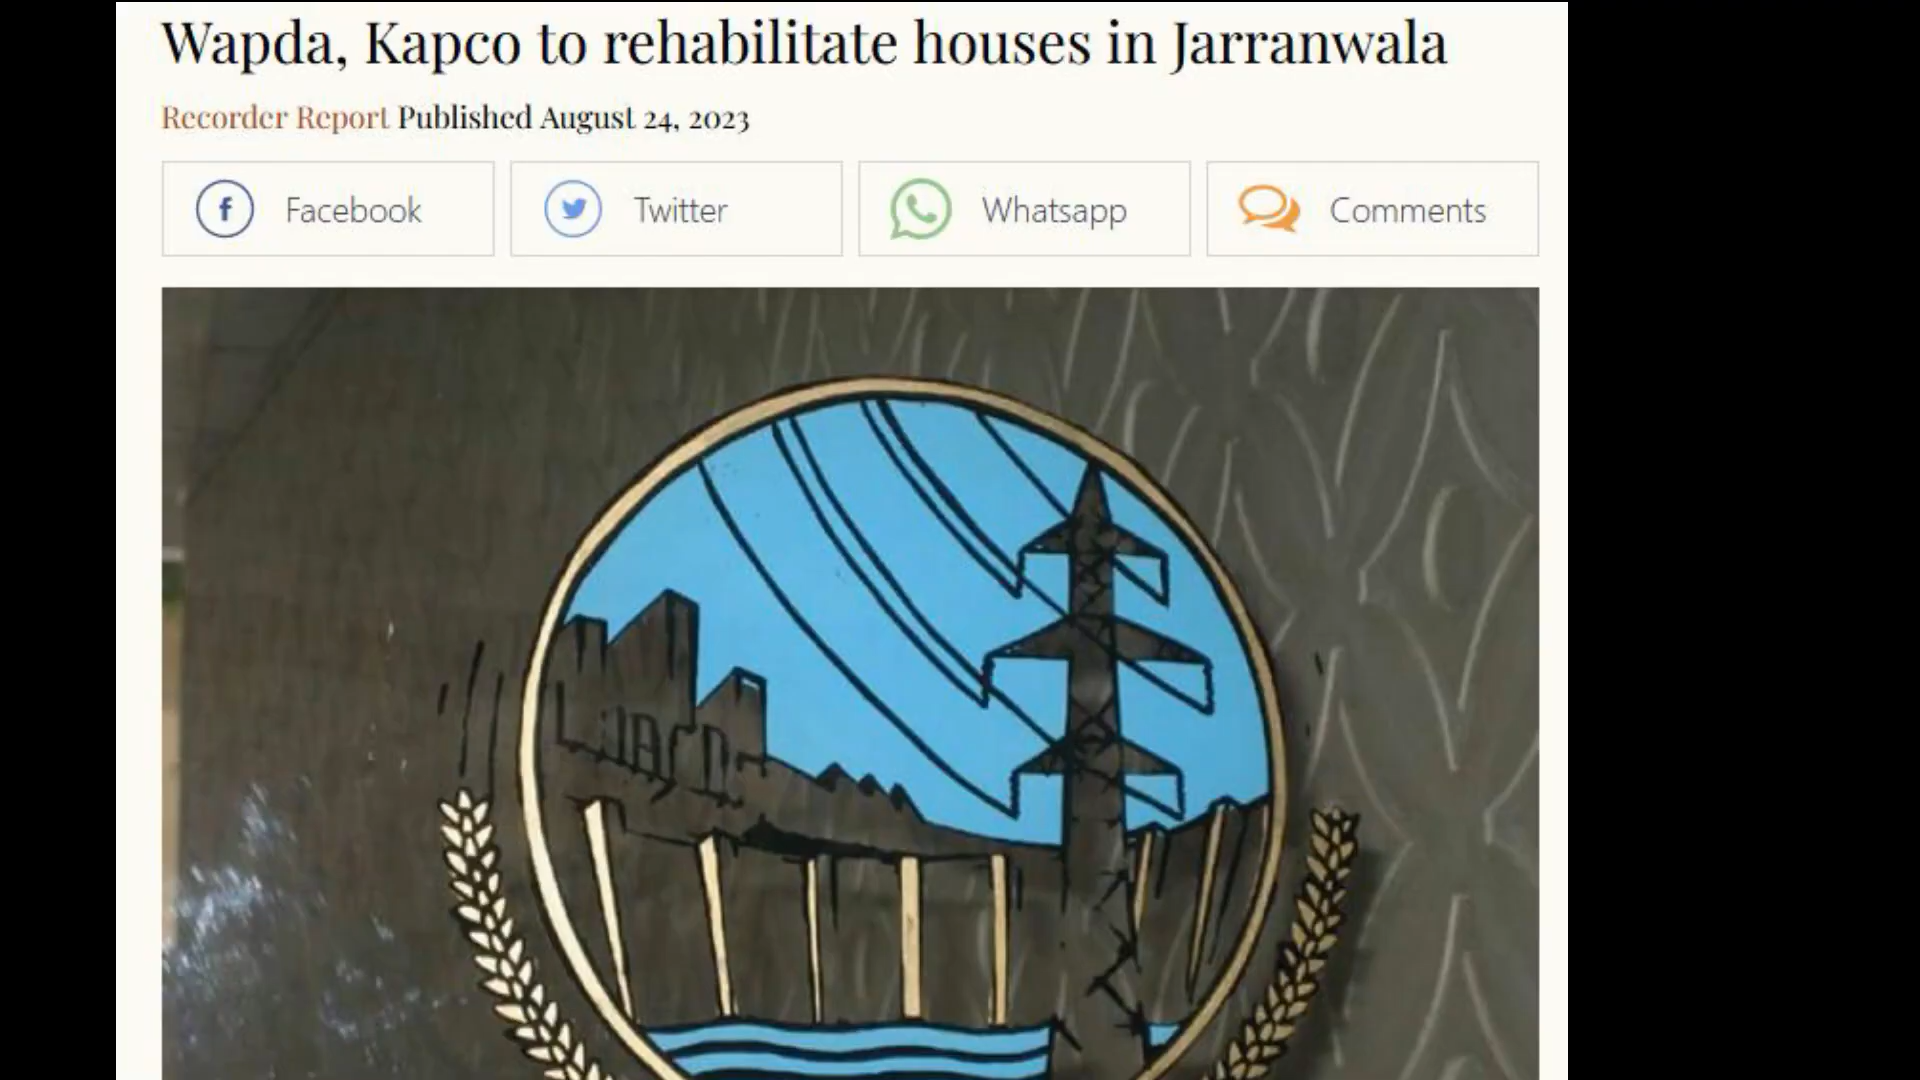 Wapda, Kapco to rehabilitate houses in Jarranwala
Recorder Report Published August 24, 2023
Facebook
Twitter
Whatsapp
Comments